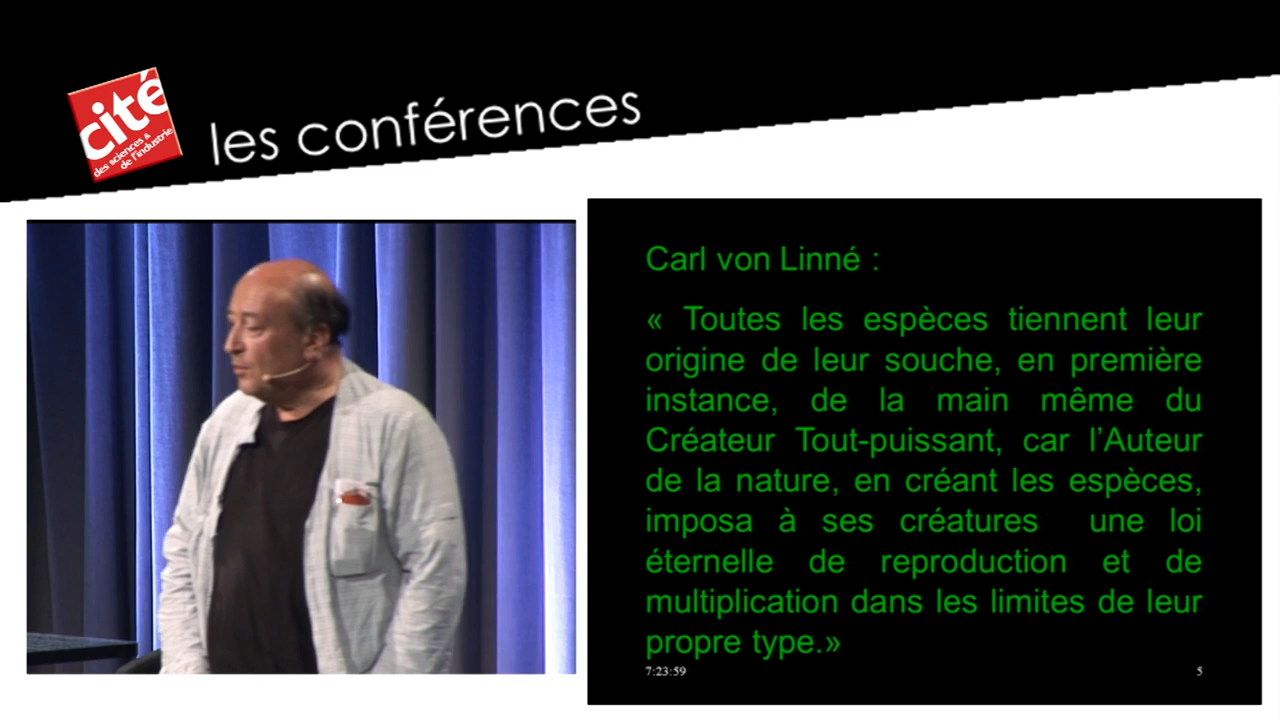 cité
des sciences &
de l'industrie
les conférences
Carl von Linné :
« Toutes les espèces tiennent leur
origine de leur souche, en première
instance, de la main même du
Créateur Tout-puissant, car l’Auteur
de la nature, en créant les espèces,
imposa à ses créatures une loi
éternelle de reproduction et de
multiplication dans les limites de leur
propre type.»
7:23:59
5